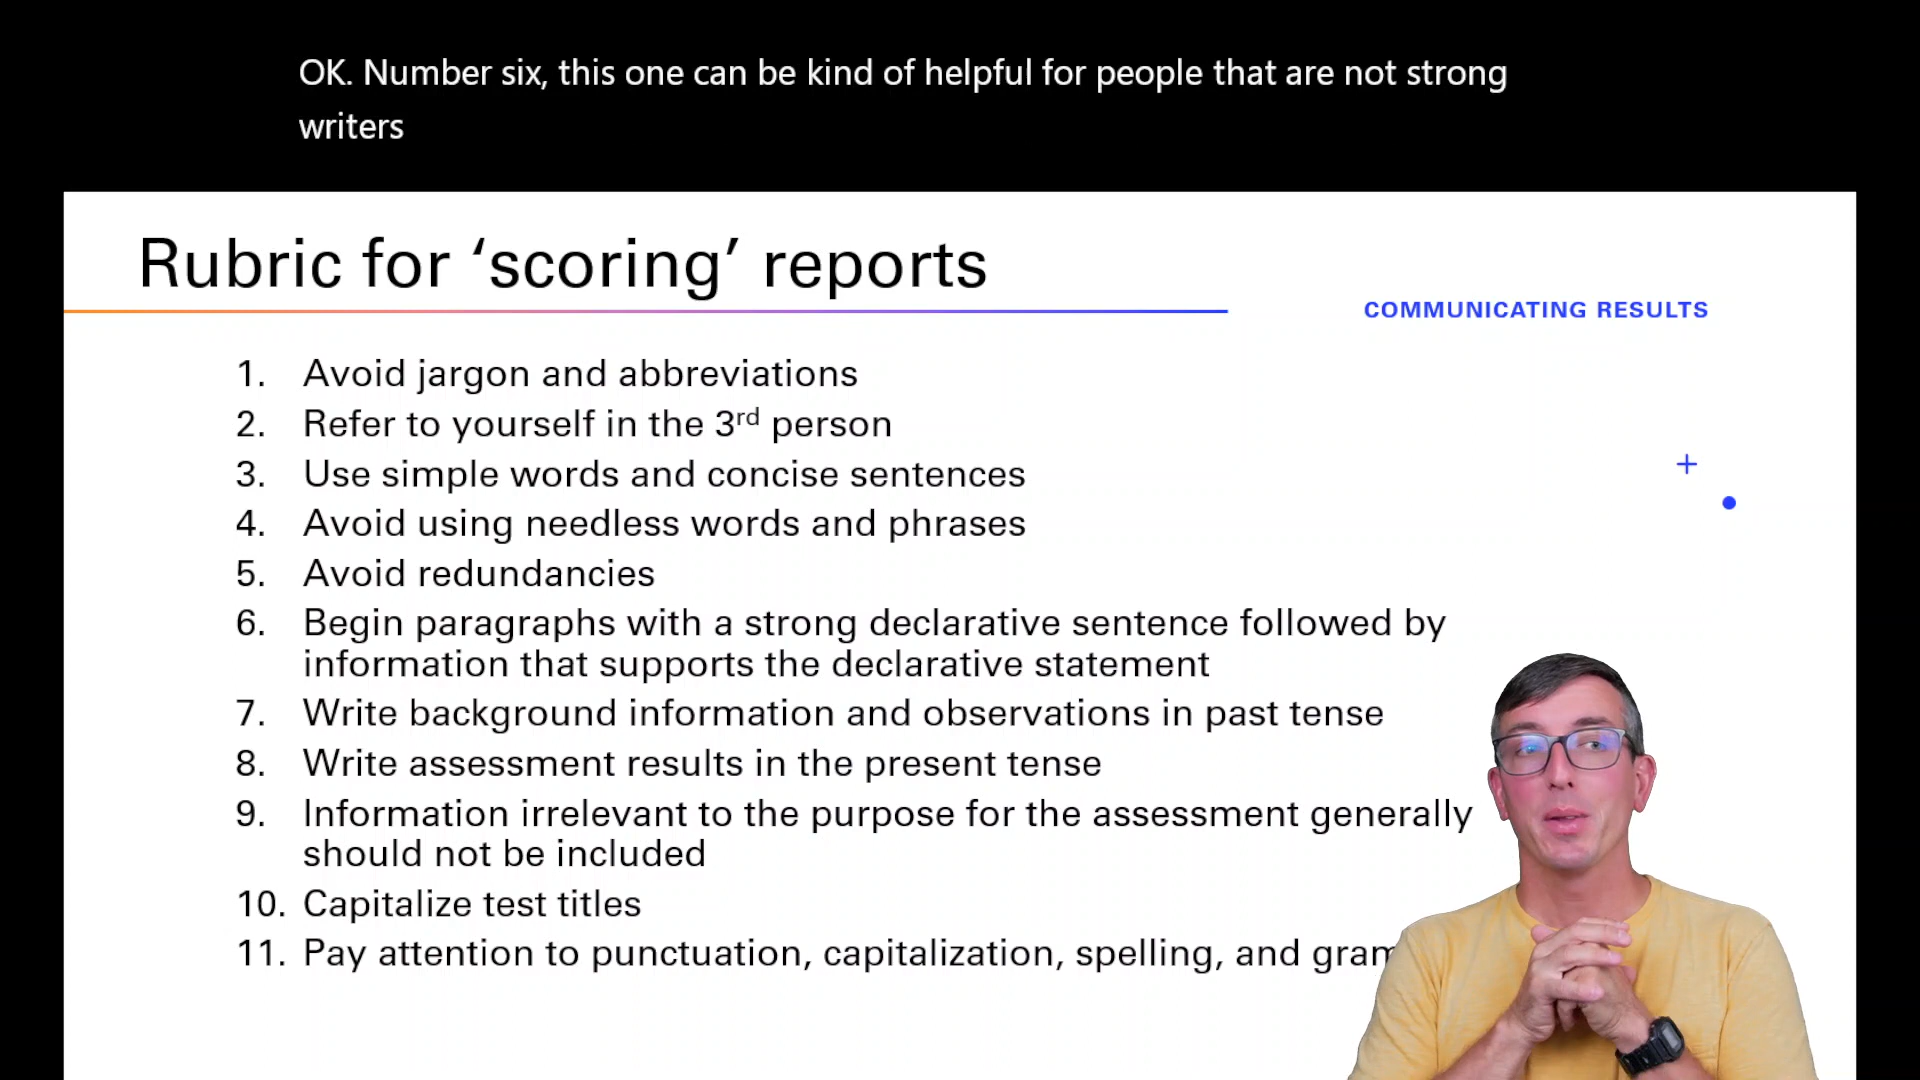 OK. Number six, this one can be kind of helpful for people that are not strong
writers
Rubric for ‘scoring’ reports
COMMUNICATING RESULTS
1. Avoid jargon and abbreviations
2. Refer to yourself in the 3rd person
3. Use simple words and concise sentences
4. Avoid using needless words and phrases
5. Avoid redundancies
6. Begin paragraphs with a strong declarative sentence followed by
information that supports the declarative statement
7. Write background information and observations in past tense
8. Write assessment results in the present tense
9. Information irrelevant to the purpose for the assessment generally
should not be included
10. Capitalize test titles
11. Pay attention to punctuation, capitalization, spelling, and